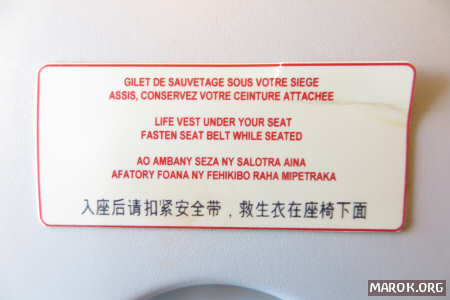 GILET DE SAUVETAGE SOUS VOTRE SIEGE
ASSIS, CONSERVEZ VOTRE CEINTURE ATTACHEE
LIFE VEST UNDER YOUR SEAT
FASTEN SEAT BELT WHILE SEATED
AO AMBANY SEZA NY SALOTRA AINA
AFATORY FOANA NY FEHIKIBO RAHA MIPETRAKA
入座后请扣紧安全带，救生衣在座椅下面
MAROK.ORG